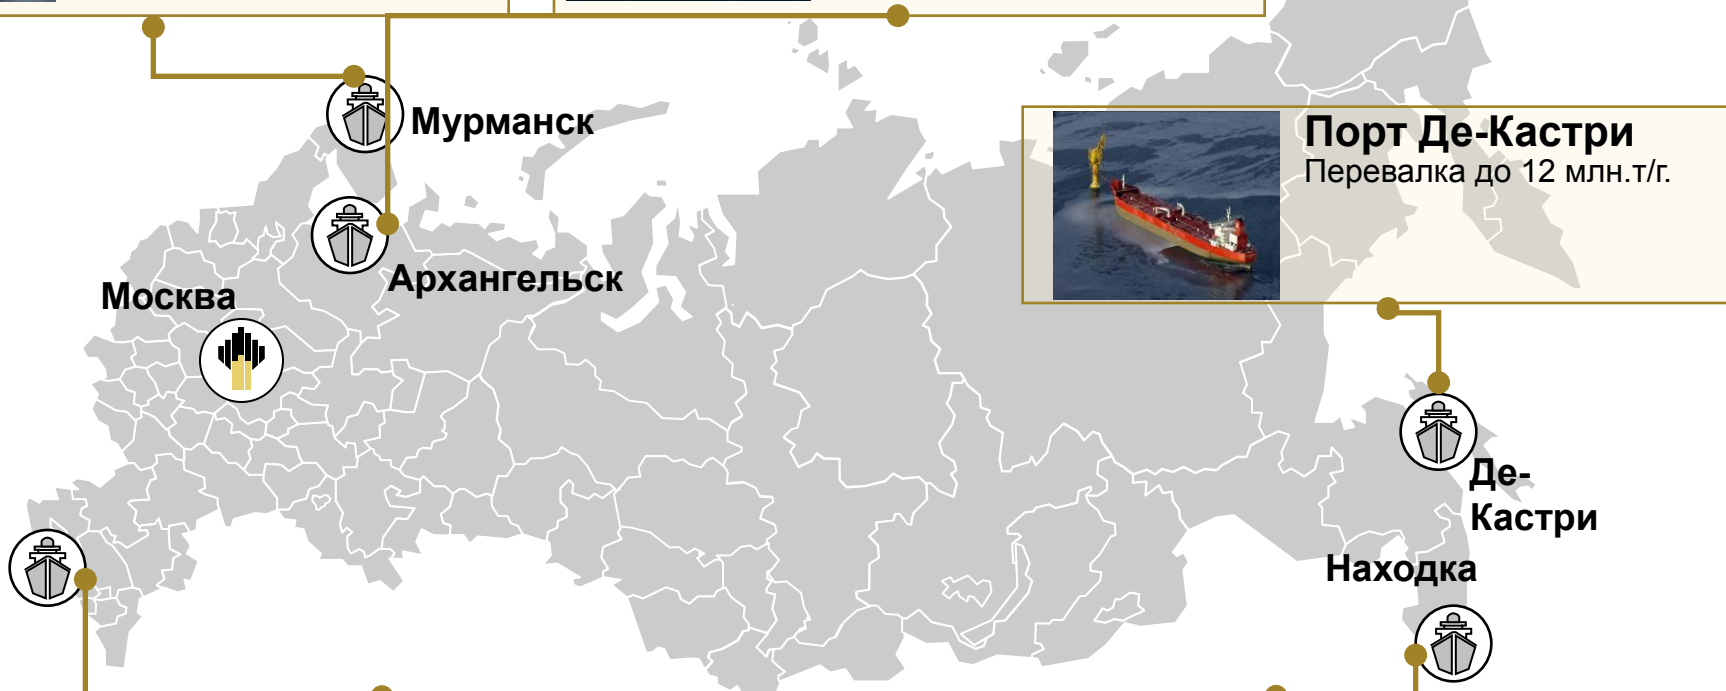 Мурманск
Порт Де-Кастри
Перевалка до 12 млн.т/г.
Архангельск
Москва
Де-
Кастри
Находка